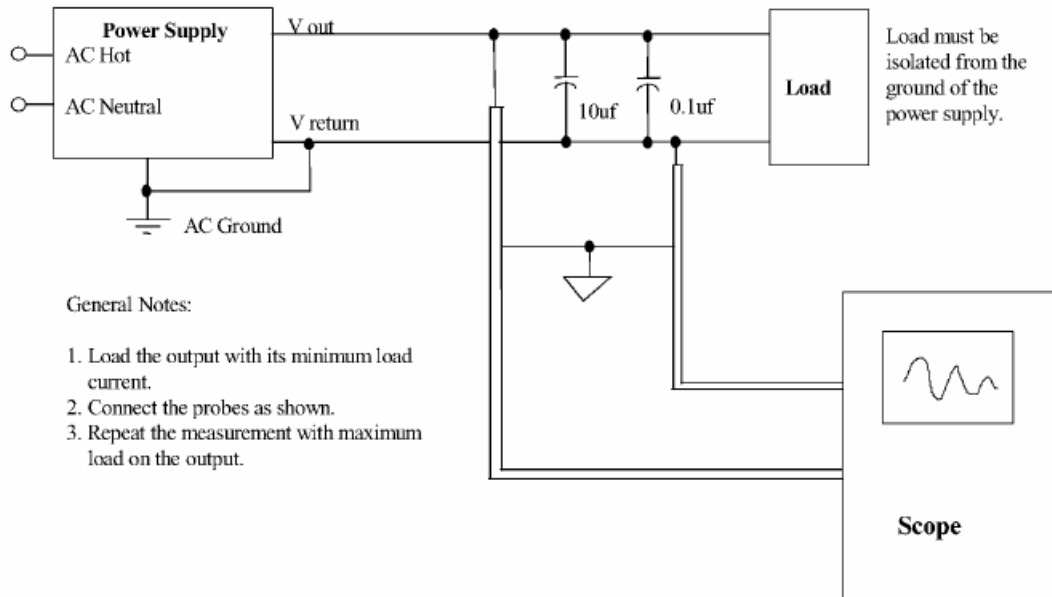 Power Supply
AC Hot
AC Neutral
V out
V return
AC Ground
10uf
0.1uf
Load
Load must be
isolated from the
ground of the
power supply.
General Notes:
1. Load the output with its minimum load
current.
2. Connect the probes as shown.
3. Repeat the measurement with maximum
load on the output.
Scope